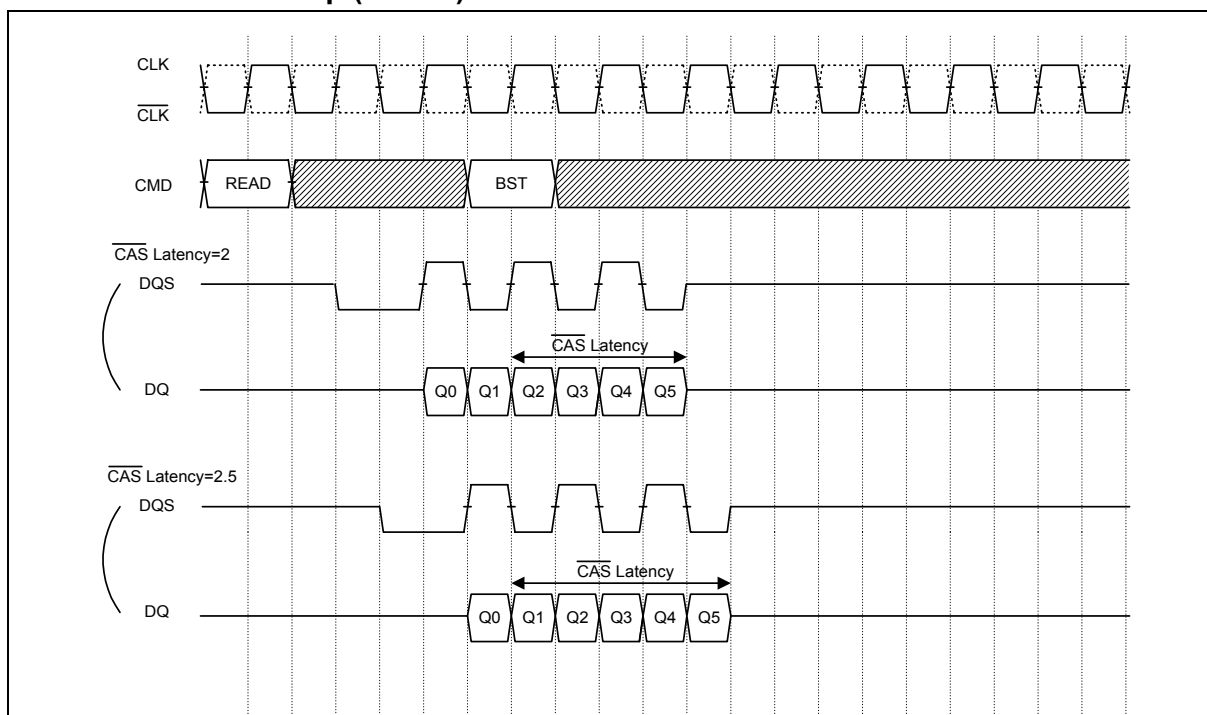 CLK
CLK
CMD READ BST
CAS Latency=2
DQS
CAS Latency
DQ Q0 Q1 Q2 Q3 Q4 Q5
CAS Latency=2.5
DQS
CAS Latency
DQ Q0 Q1 Q2 Q3 Q4 Q5